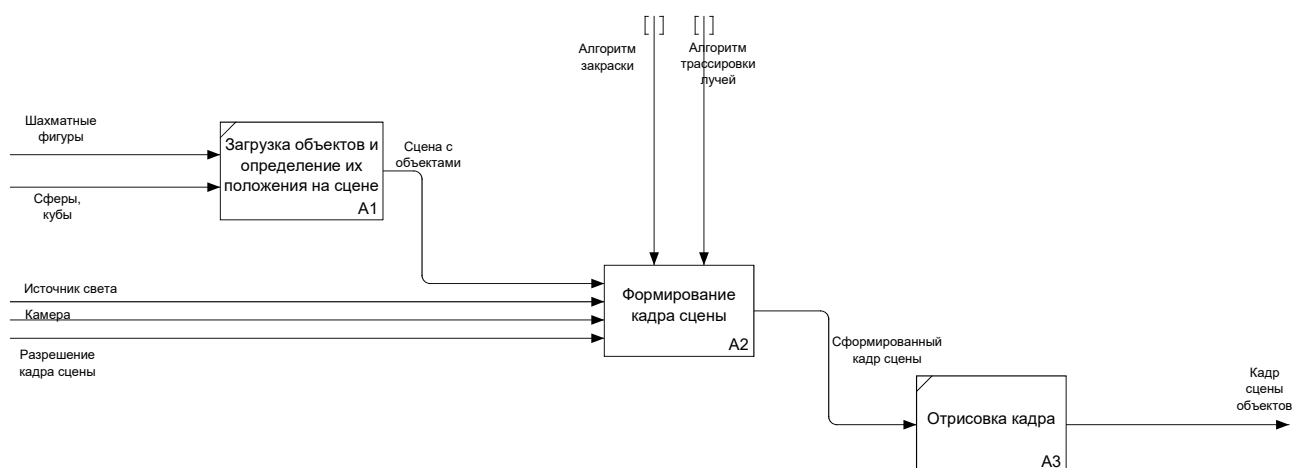 [ ] [ ]
Алгоритм
закраски
Алгоритм
трассировки
лучей
Шахматные
фигуры
Сферы,
кубы
Загрузка объектов и
определение их
положения на сцене
A1
Сцена с
объектами
Источник света
Камера
Разрешение
кадра сцены
Формирование
кадра сцены
A2
Сформированный
кадр сцены
Отрисовка кадра
A3
Кадр
сцены
объектов